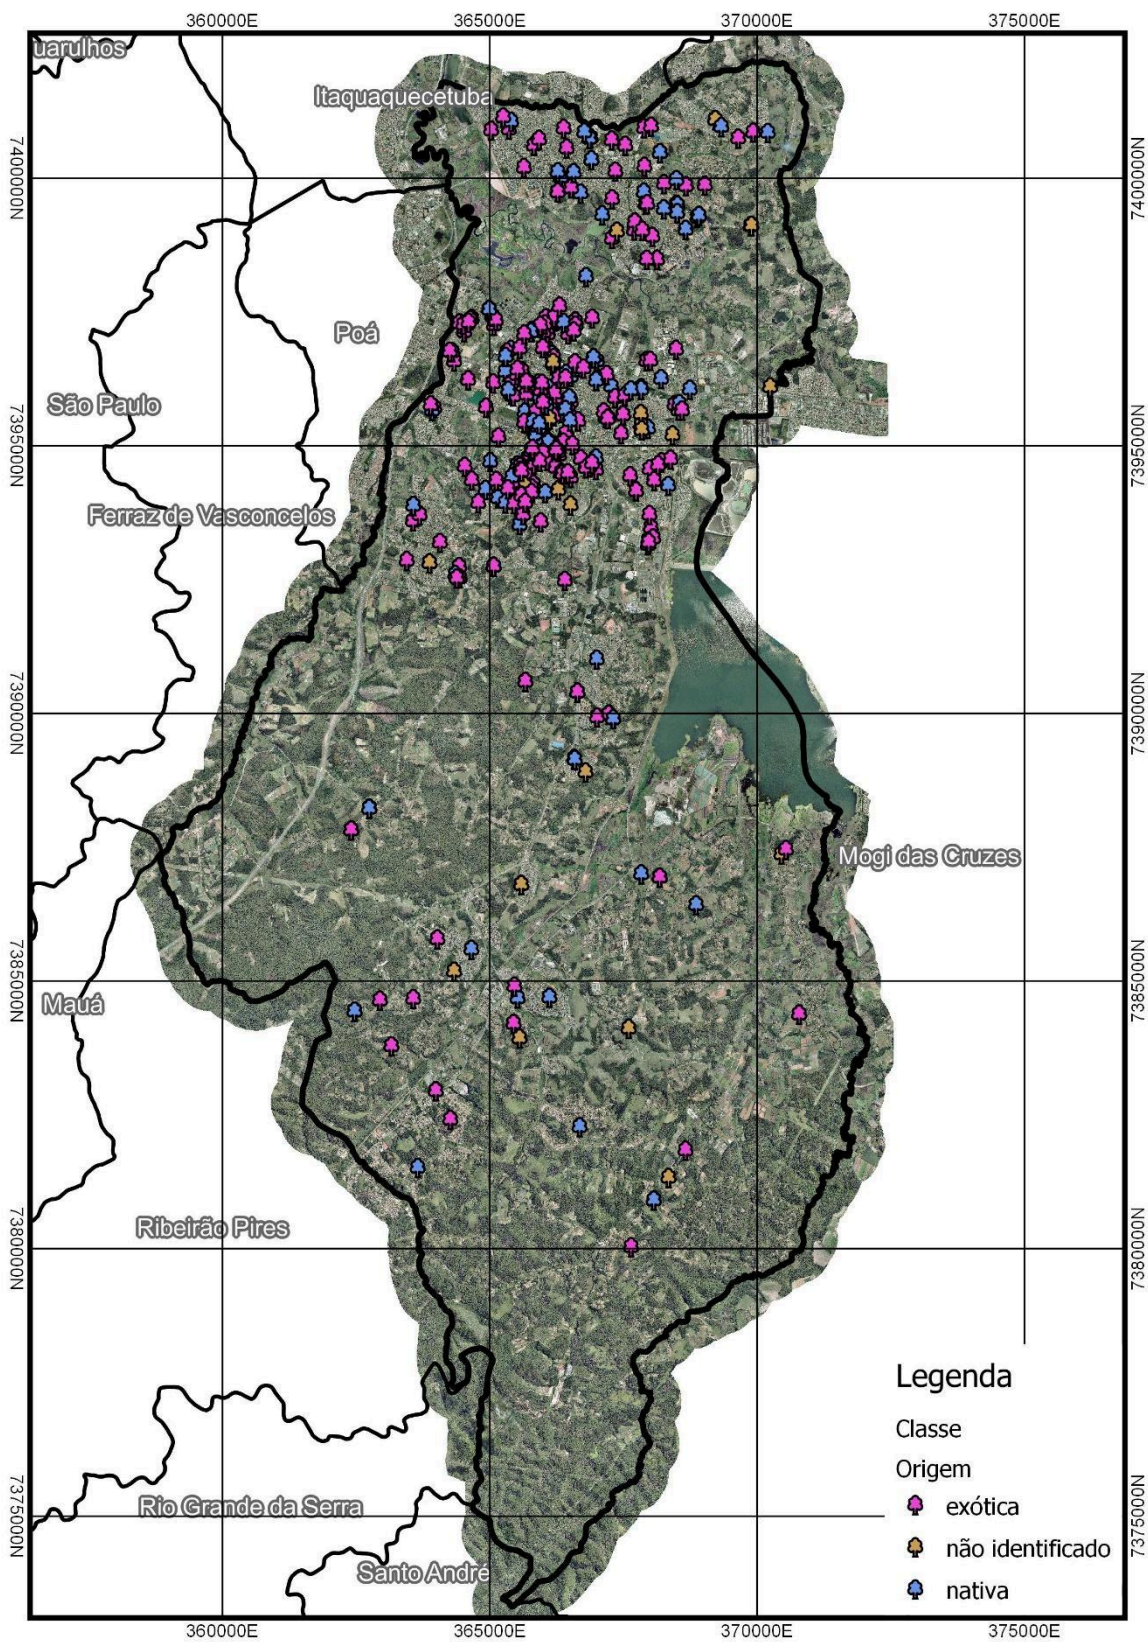 360000E 365000E 370000E 375000E
uarulhos
Itaquaquecetuba
7400000N 7400000N
Poá
São Paulo
7395000N 7395000N
Ferraz de Vasconcelos
7390000N 7390000N
Mogi das Cruzes
Mauá
7385000N 7385000N
Ribeirão Pires
7380000N 7380000N
Legenda
Classe
Origem
Rio Grande da Serra
exótica
7375000N 7375000N
não identificado
Santo André
nativa
360000E 365000E 370000E 375000E